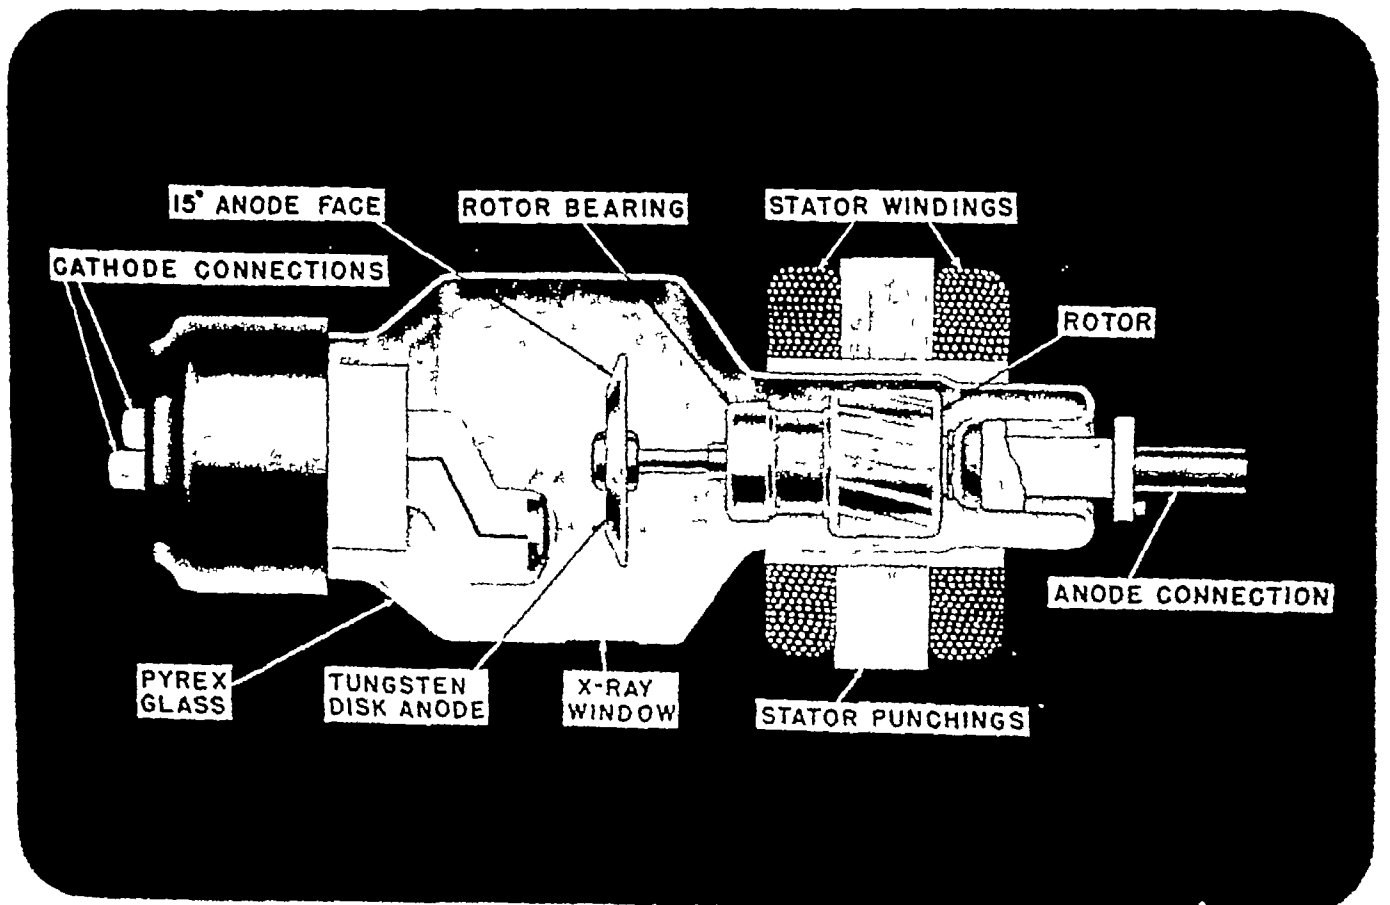 15° ANODE FACE
ROTOR BEARING
STATOR WINDINGS
CATHODE CONNECTIONS
ROTOR
ANODE CONNECTION
PYREX
GLASS
TUNGSTEN
DISK ANODE
X-RAY
WINDOW
STATOR PUNCHINGS